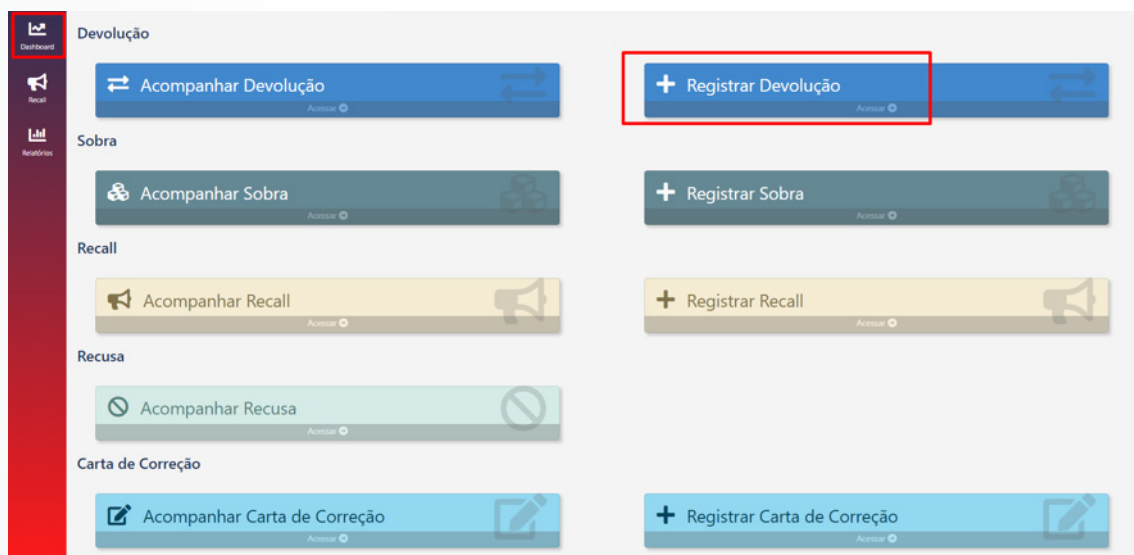 Dashboard
Recall
Relatórios
Devolução
Acompanhar Devolução
Acessar
Registrar Devolução
Acessar
Sobra
Acompanhar Sobra
Acessar
Registrar Sobra
Acessar
Recall
Acompanhar Recall
Acessar
Registrar Recall
Acessar
Recusa
Acompanhar Recusa
Acessar
Carta de Correção
Acompanhar Carta de Correção
Acessar
Registrar Carta de Correção
Acessar